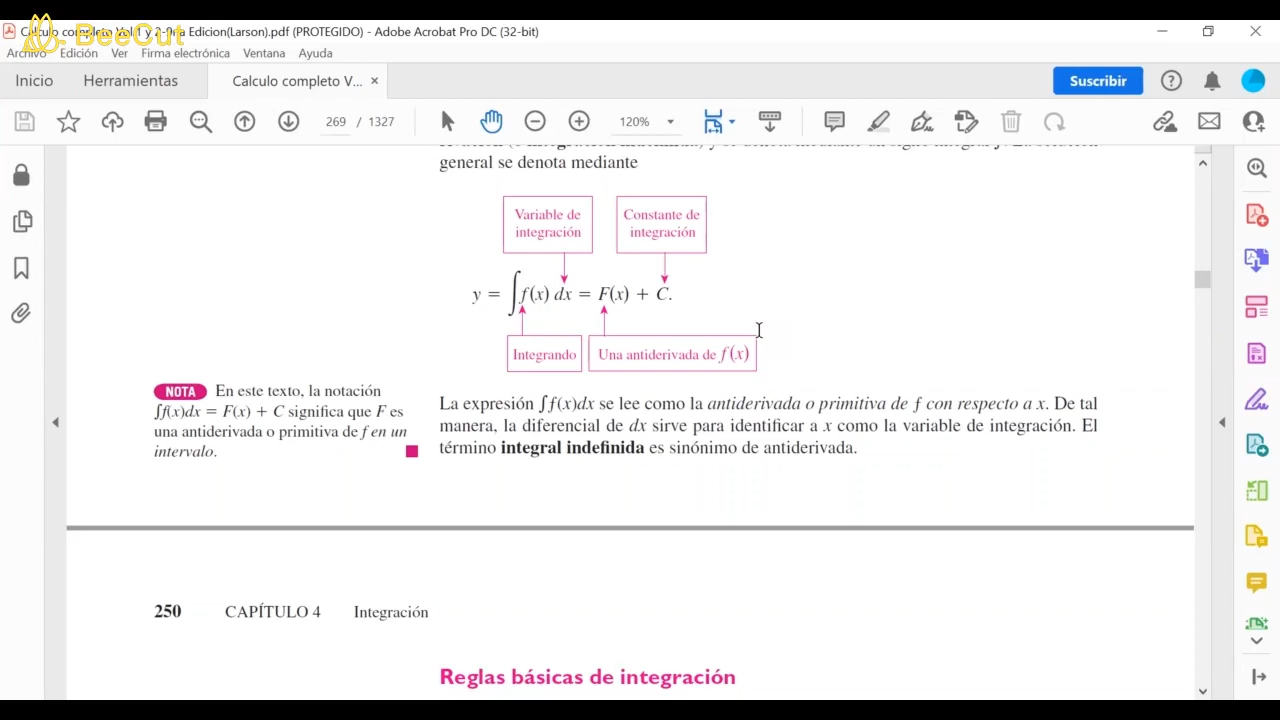 BeeCut
Calculo completo Vol 1 y 2-9na Edicion(Larson).pdf (PROTEGIDO) - Adobe Acrobat Pro DC (32-bit)
Archivo Edición Ver Firma electrónica Ventana Ayuda
Inicio Herramientas Calculo completo V... ×
Suscribir
269 / 1327
120%
general se denota mediante
Variable de
integración
Constante de
integración
y = ∫ f(x) dx = F(x) + C.
Integrando
Una antiderivada de f(x)
NOTA En este texto, la notación
∫f(x)dx = F(x) + C significa que F es
una antiderivada o primitiva de f en un
intervalo.
La expresión ∫f(x)dx se lee como la antiderivada o primitiva de f con respecto a x. De tal
manera, la diferencial de dx sirve para identificar a x como la variable de integración. El
término integral indefinida es sinónimo de antiderivada.
250 CAPÍTULO 4 Integración
Reglas básicas de integración